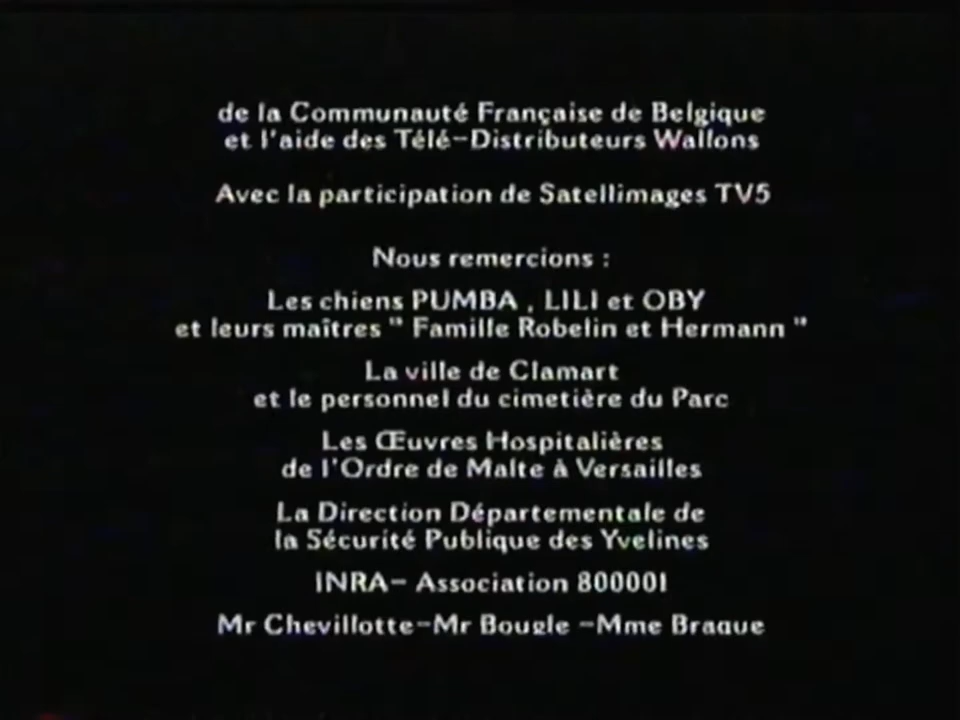 de la Communauté Française de Belgique
et l'aide des Télé-Distributeurs Wallons
Avec la participation de Satellimages TV5
Nous remercions :
Les chiens PUMBA , LILI et OBY
et leurs maîtres " Famille Robelin et Hermann "
La ville de Clamart
et le personnel du cimetière du Parc
Les Œuvres Hospitalières
de l'Ordre de Malte à Versailles
La Direction Départementale de
la Sécurité Publique des Yvelines
INRA- Association 800001
Mr Chevillotte-Mr Bougle -Mme Braque